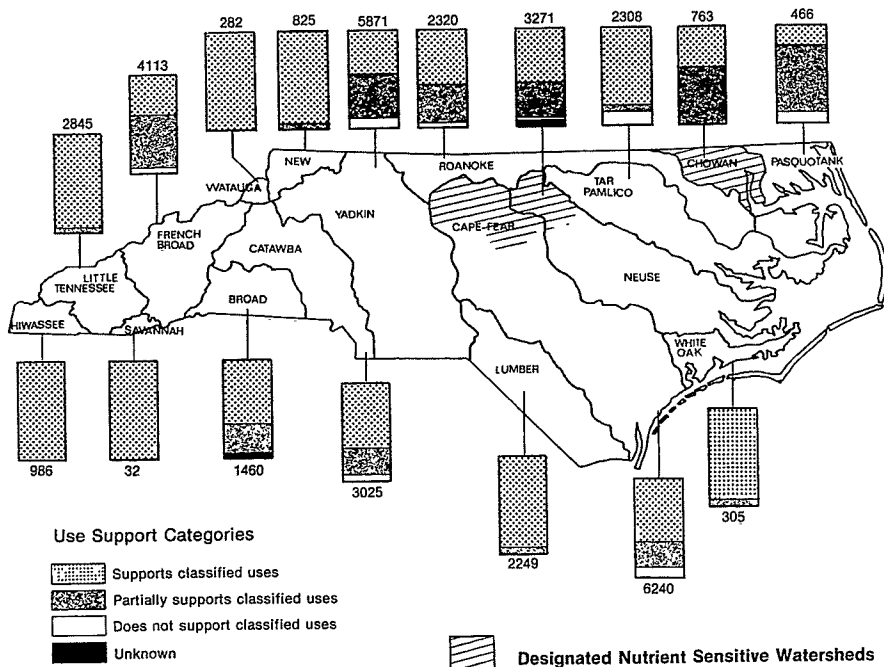 282
825
5871
2320
3271
2308
763
466
4113
2845
NEW
ROANOKE
CHOWAN
PASQUOTANK
WATAUGA
TAR
PAMLICO
YADKIN
FRENCH
BROAD
CAPE-FEAR
CATAWBA
LITTLE
TENNESSEE
NEUSE
BROAD
HIWASSEE
SAVANNAH
WHITE
OAK
LUMBER
986
32
1460
3025
2249
6240
305
Use Support Categories
Supports classified uses
Partially supports classified uses
Does not support classified uses
Unknown
Designated Nutrient Sensitive Watersheds